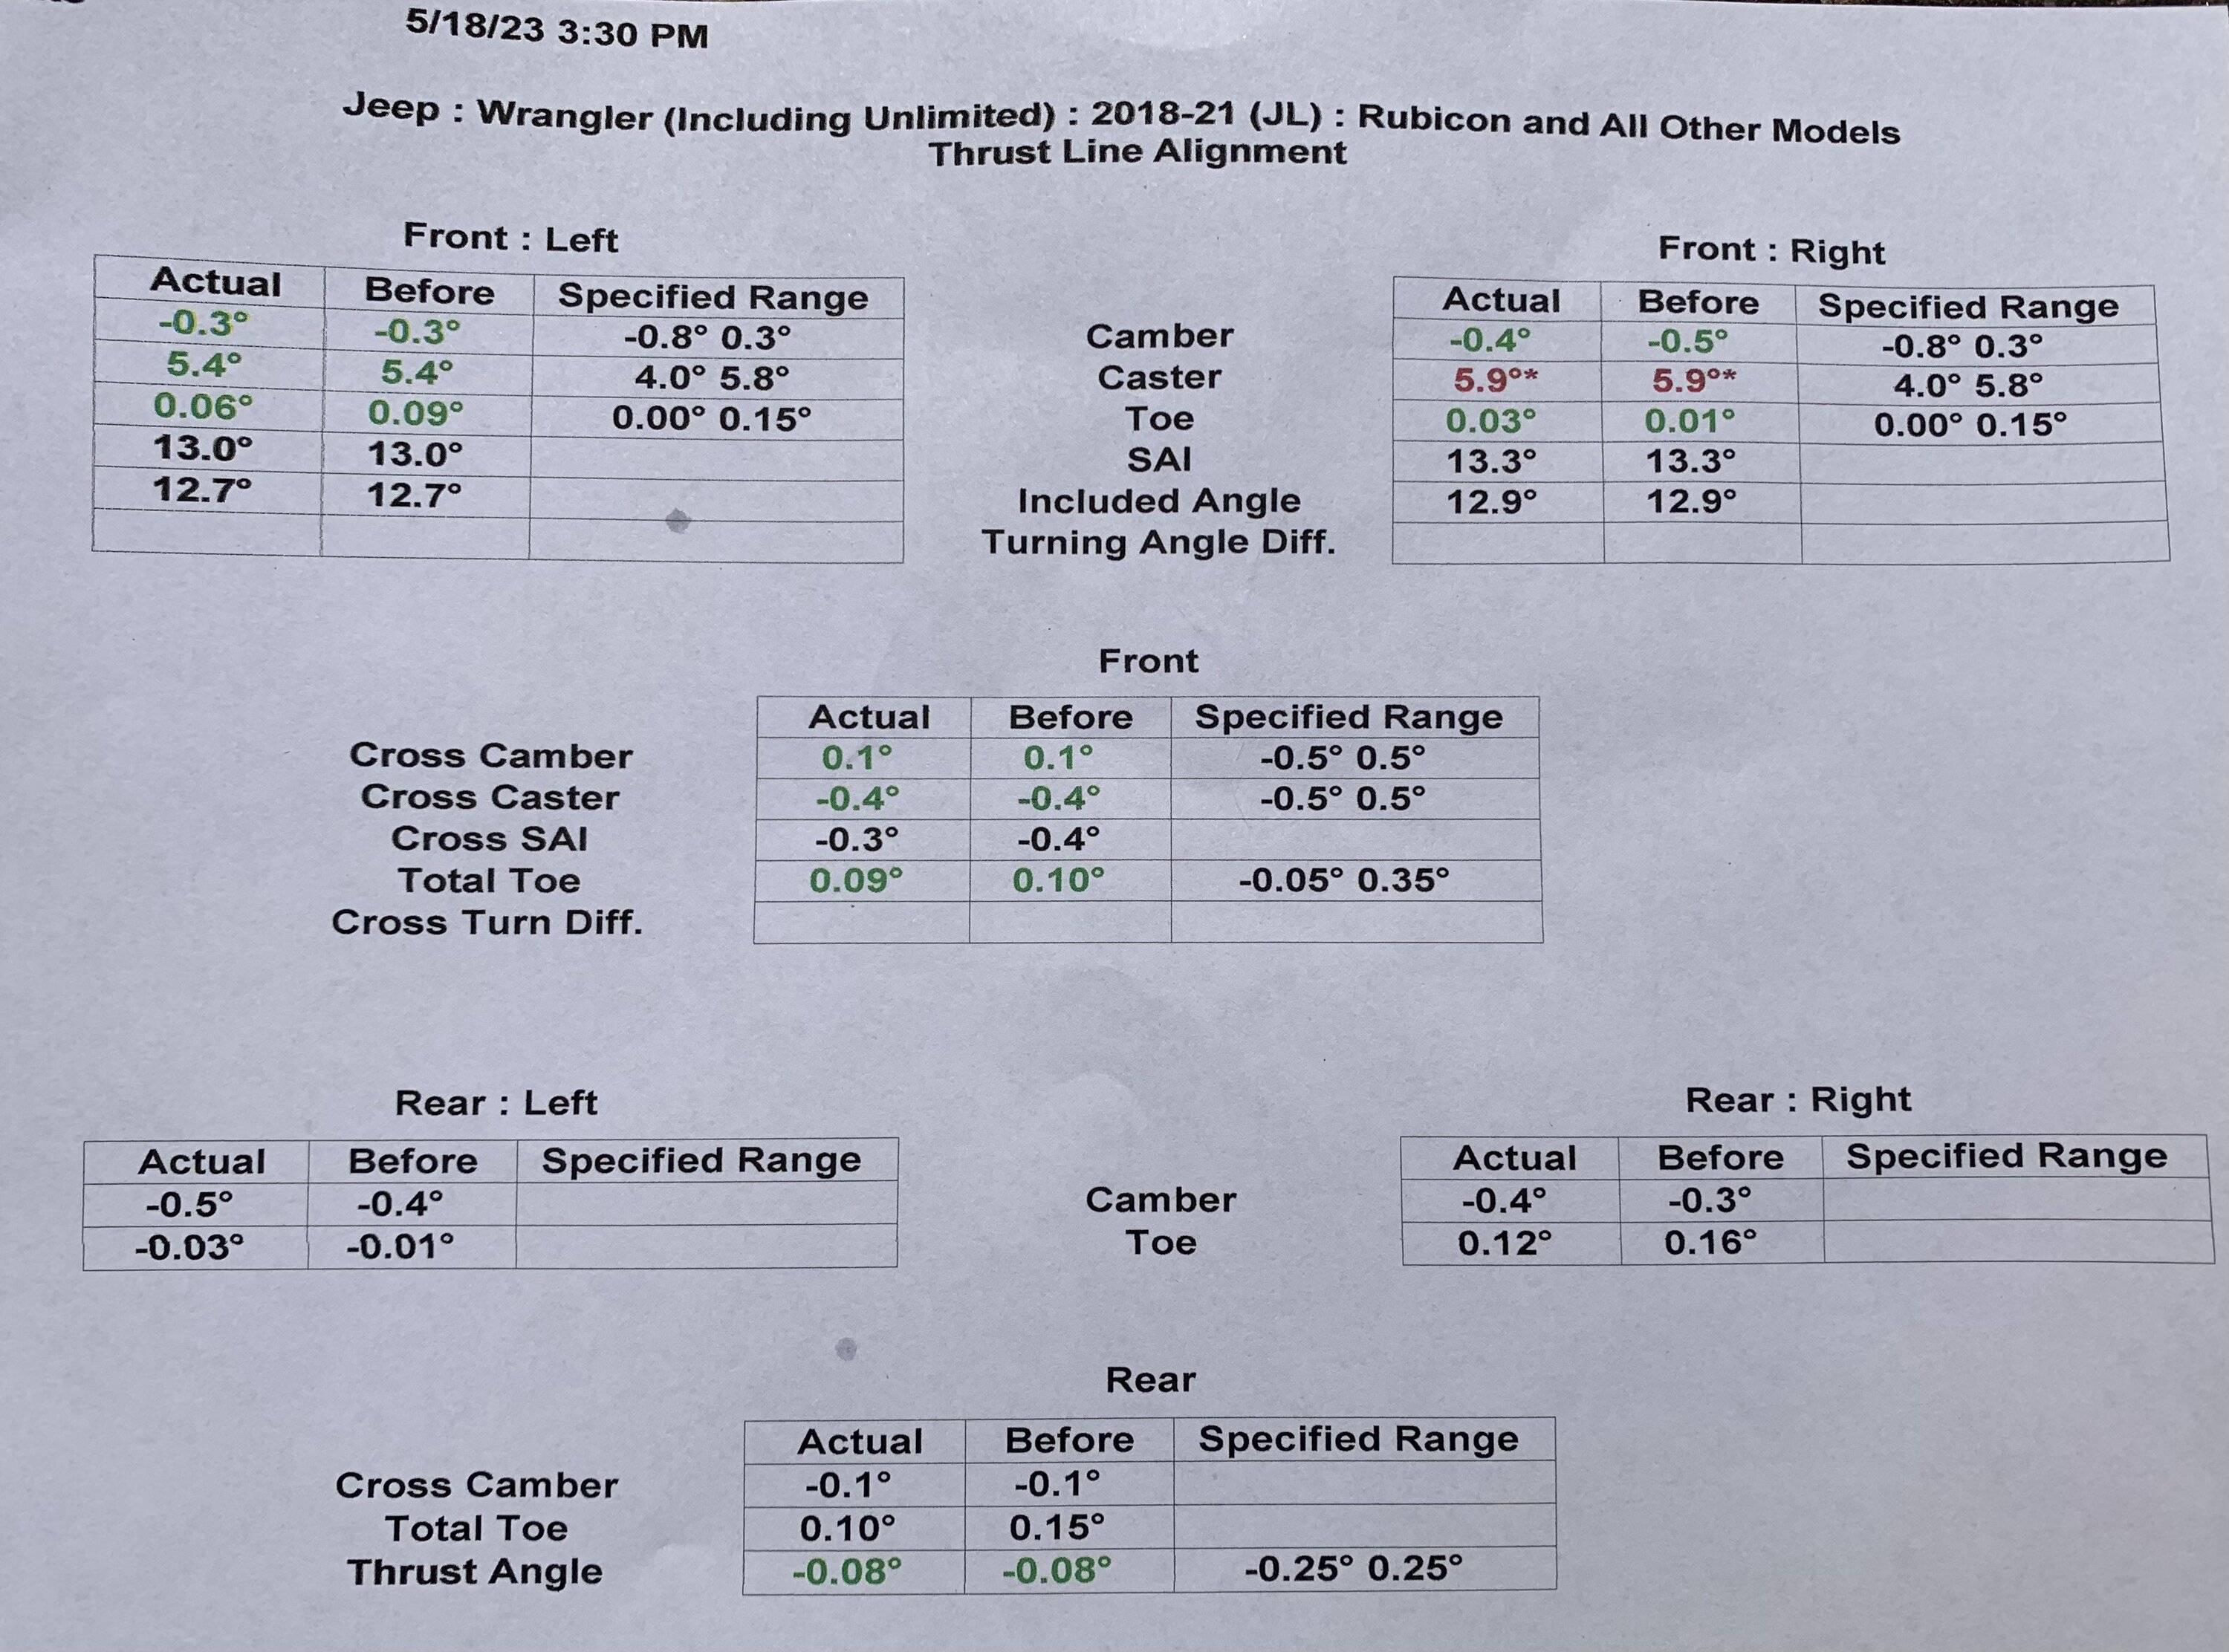 5/18/23 3:30 PM
Jeep : Wrangler (Including Unlimited) : 2018-21 (JL) : Rubicon and All Other Models
Thrust Line Alignment
Front : Left
Actual Before Specified Range
-0.3° -0.3° -0.8° 0.3°
5.4° 5.4° 4.0° 5.8°
0.06° 0.09° 0.00° 0.15°
13.0° 13.0°
12.7° 12.7°
Camber
Caster
Toe
SAI
Included Angle
Turning Angle Diff.
Front : Right
Actual Before Specified Range
-0.4° -0.5° -0.8° 0.3°
5.9°* 5.9°* 4.0° 5.8°
0.03° 0.01° 0.00° 0.15°
13.3° 13.3°
12.9° 12.9°
Front
Actual Before Specified Range
Cross Camber 0.1° 0.1° -0.5° 0.5°
Cross Caster -0.4° -0.4° -0.5° 0.5°
Cross SAI -0.3° -0.4°
Total Toe 0.09° 0.10° -0.05° 0.35°
Cross Turn Diff.
Rear : Left
Actual Before Specified Range
-0.5° -0.4°
-0.03° -0.01°
Camber
Toe
Rear : Right
Actual Before Specified Range
-0.4° -0.3°
0.12° 0.16°
Rear
Actual Before Specified Range
Cross Camber -0.1° -0.1°
Total Toe 0.10° 0.15°
Thrust Angle -0.08° -0.08° -0.25° 0.25°